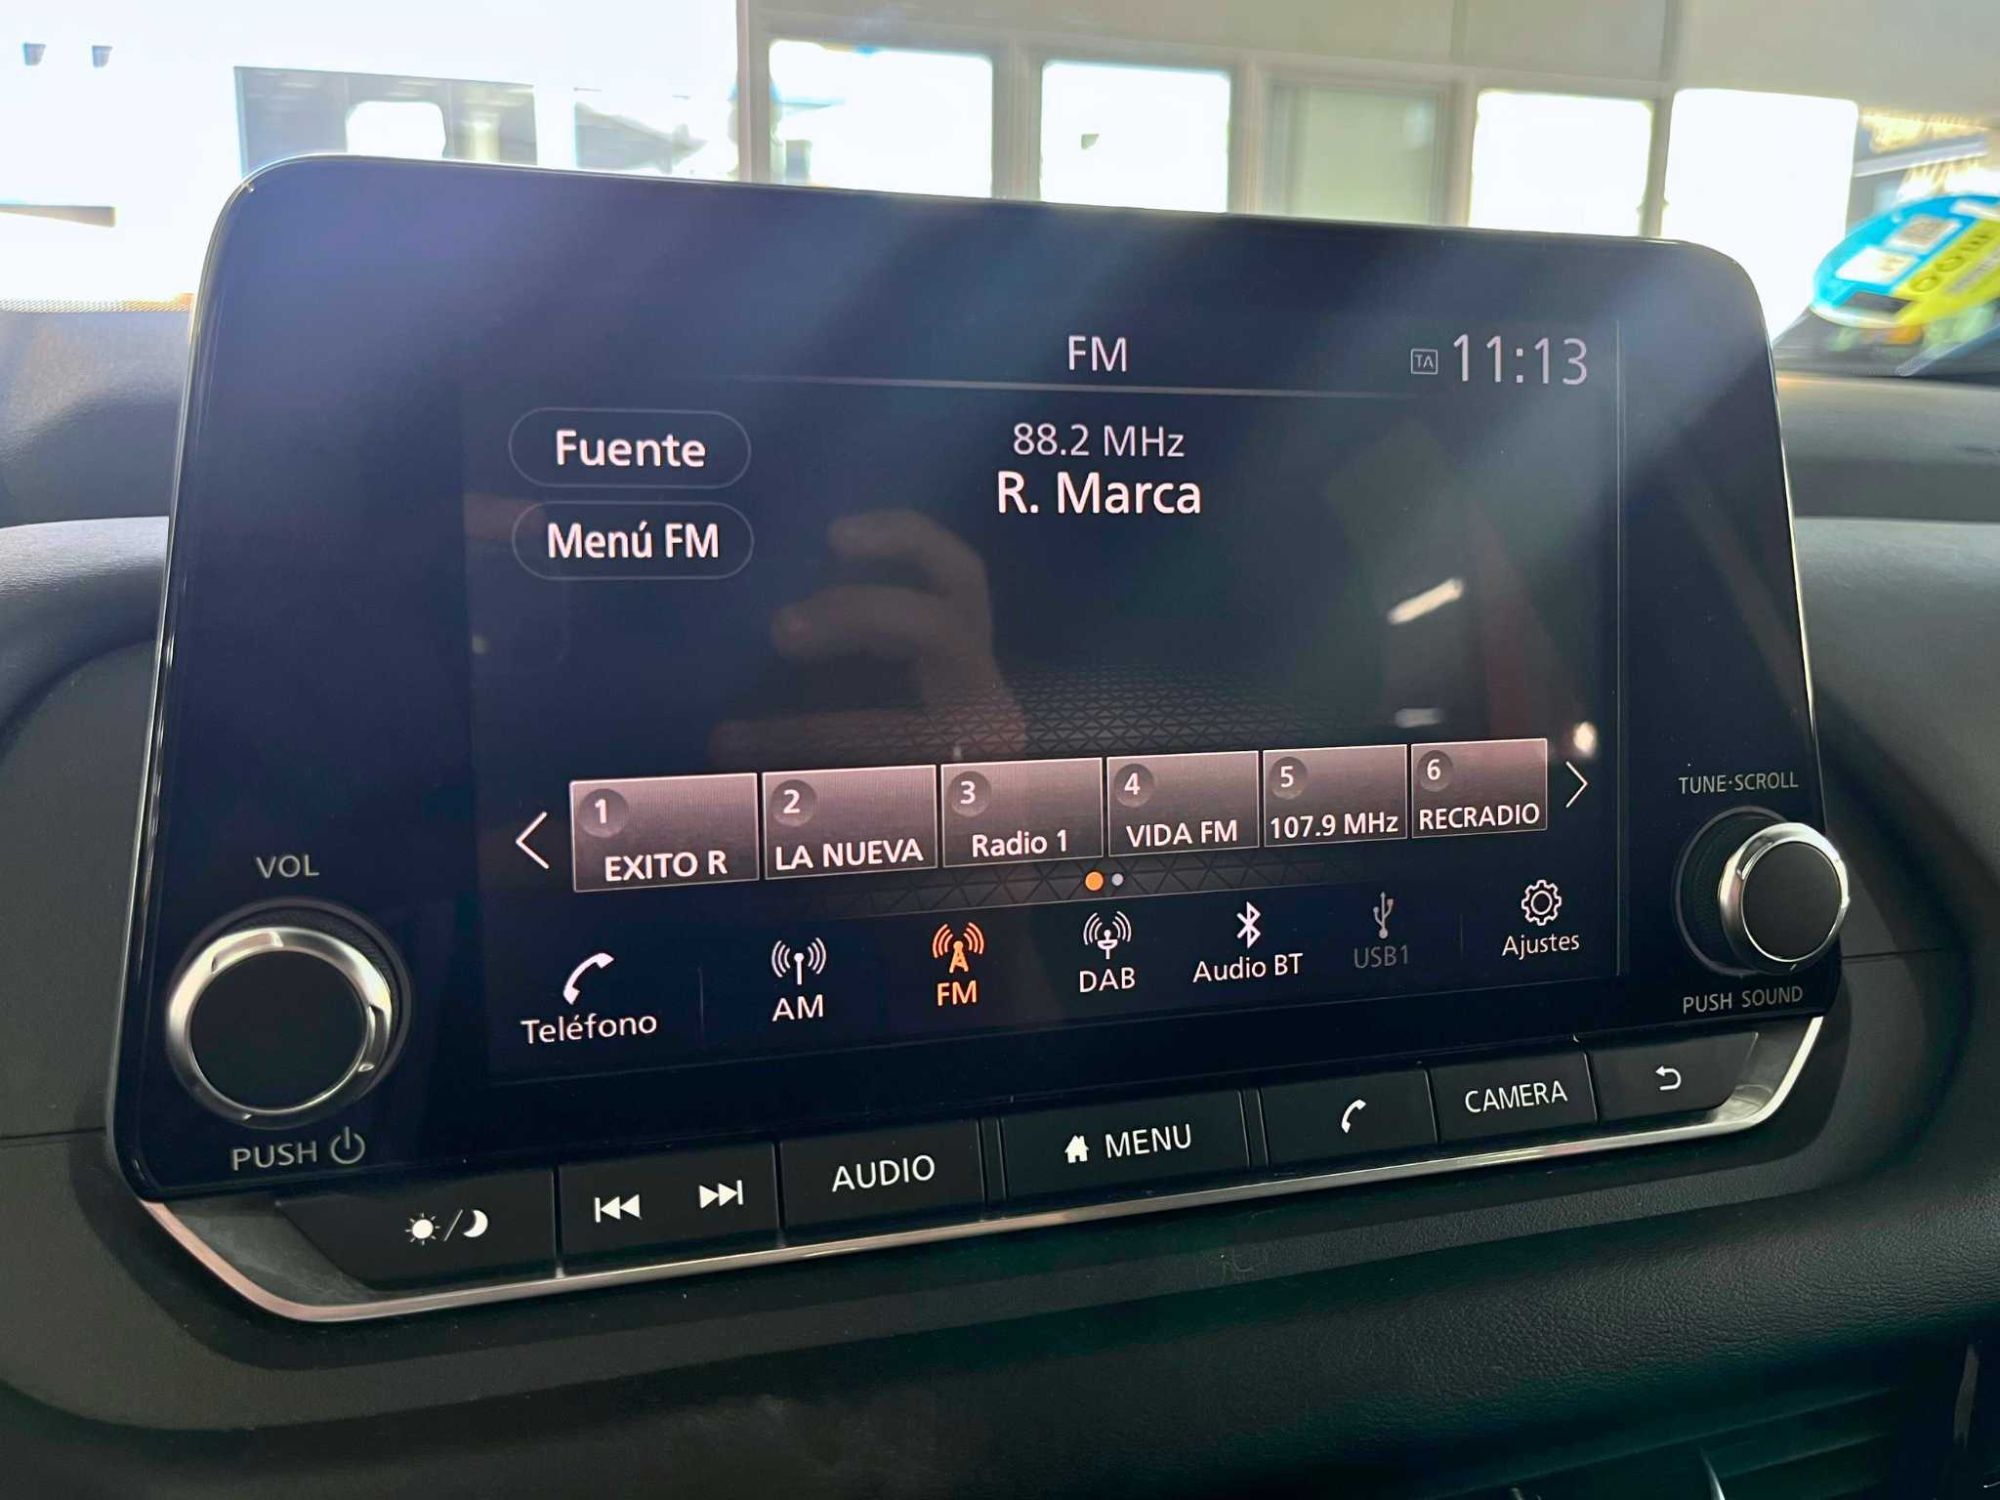 FM
TA 11:13
Fuente
88.2 MHz
R. Marca
Menú FM
1 EXITO R
2 LA NUEVA
3 Radio 1
4 VIDA FM
5 107.9 MHz
6 RECRADIO
TUNE·SCROLL
VOL
Teléfono
AM
FM
DAB
Audio BT
USB1
Ajustes
PUSH SOUND
PUSH
AUDIO
MENU
CAMERA